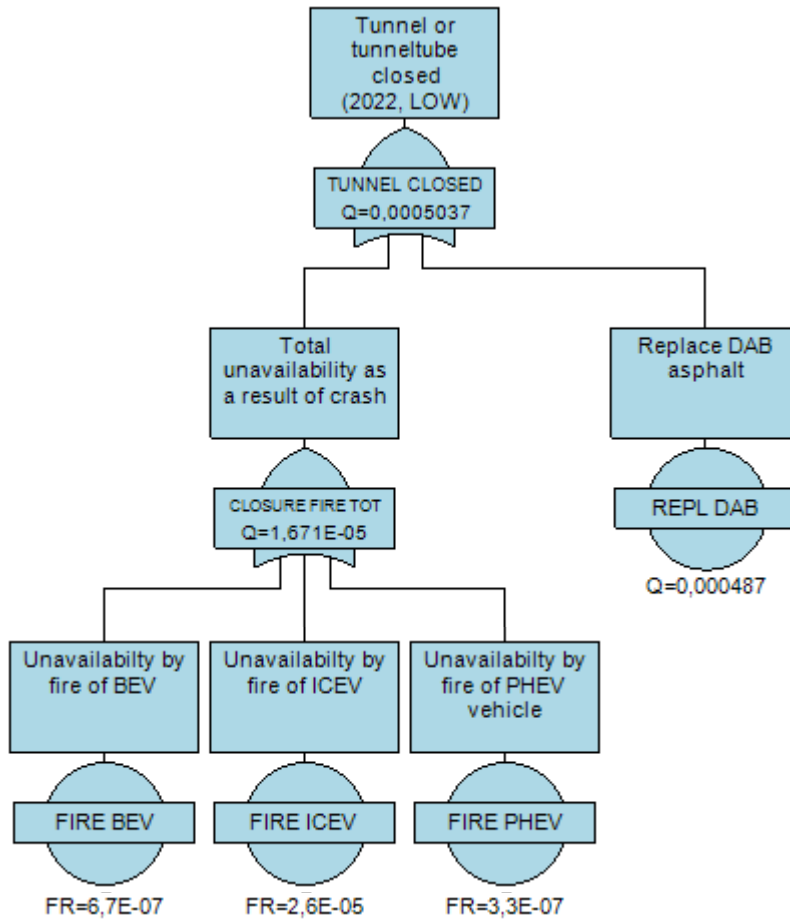 Tunnel or
tunneltube
closed
(2022, LOW)
TUNNEL CLOSED
Q=0,0005037
Total
unavailability as
a result of crash
Replace DAB
asphalt
CLOSURE FIRE TOT
Q=1,671E-05
REPL DAB
Q=0,000487
Unavailabilty by
fire of BEV
Unavailabilty by
fire of ICEV
Unavailabilty by
fire of PHEV
vehicle
FIRE BEV
FIRE ICEV
FIRE PHEV
FR=6,7E-07
FR=2,6E-05
FR=3,3E-07